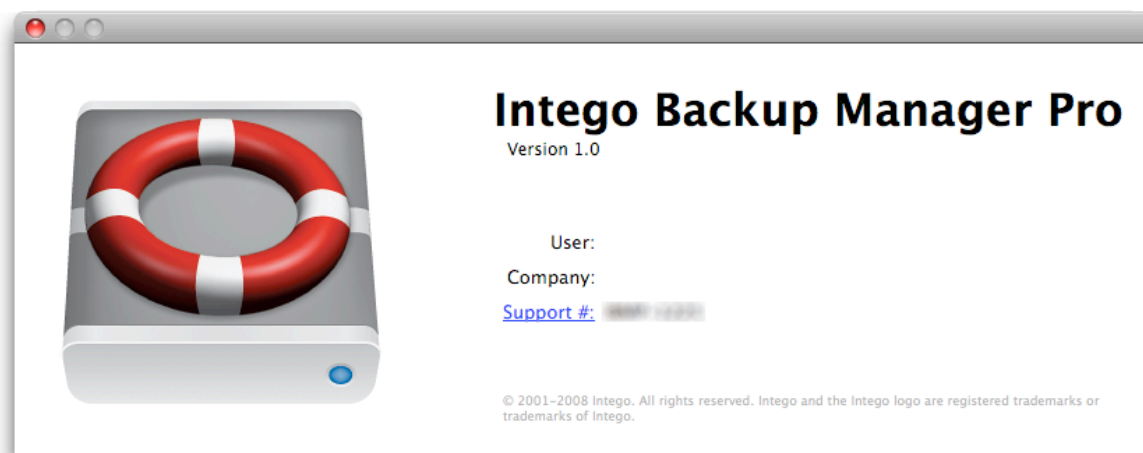 Intego Backup Manager Pro
Version 1.0
User:
Company:
Support #:
© 2001–2008 Intego. All rights reserved. Intego and the Intego logo are registered trademarks or
trademarks of Intego.